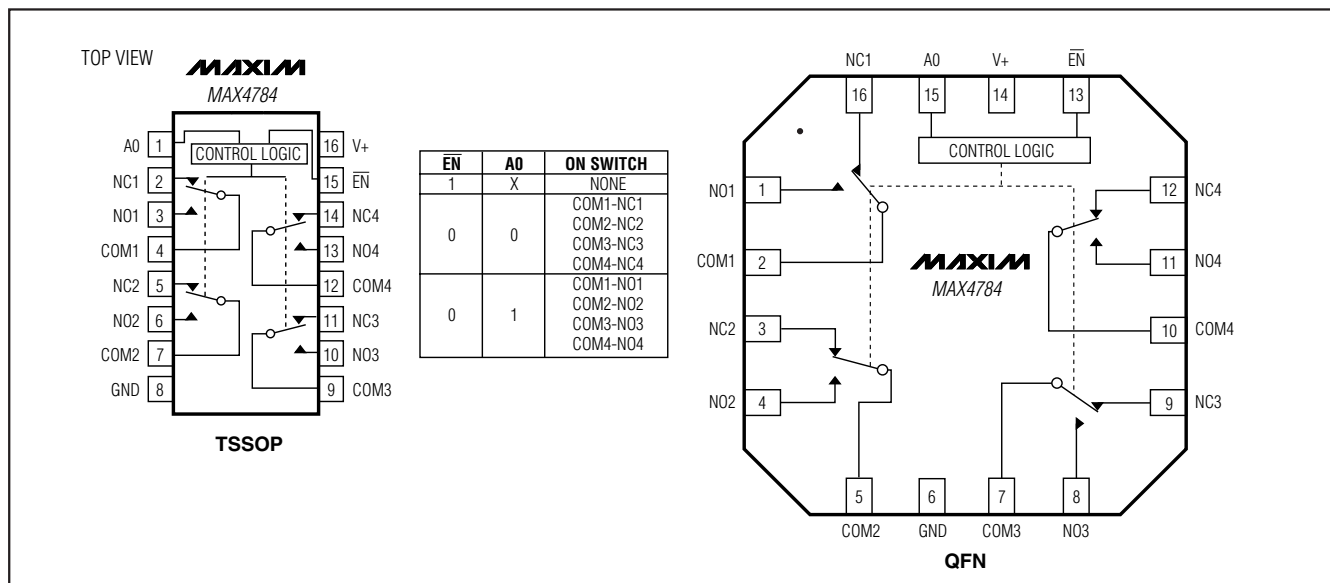 TOP VIEW
MAXIM
MAX4784
A0 1
NC1 2
NO1 3
COM1 4
NC2 5
NO2 6
COM2 7
GND 8
CONTROL LOGIC
16 V+
15 EN
14 NC4
13 NO4
12 COM4
11 NC3
10 NO3
9 COM3
TSSOP
EN A0 ON SWITCH
1 X NONE
0 0 COM1-NC1
COM2-NC2
COM3-NC3
COM4-NC4
0 1 COM1-NO1
COM2-NO2
COM3-NO3
COM4-NO4
NC1 A0 V+ EN
16 15 14 13
CONTROL LOGIC
NO1 1
COM1 2
NC2 3
NO2 4
MAXIM
MAX4784
12 NC4
11 NO4
10 COM4
9 NC3
5 6 7 8
COM2 GND COM3 NO3
QFN